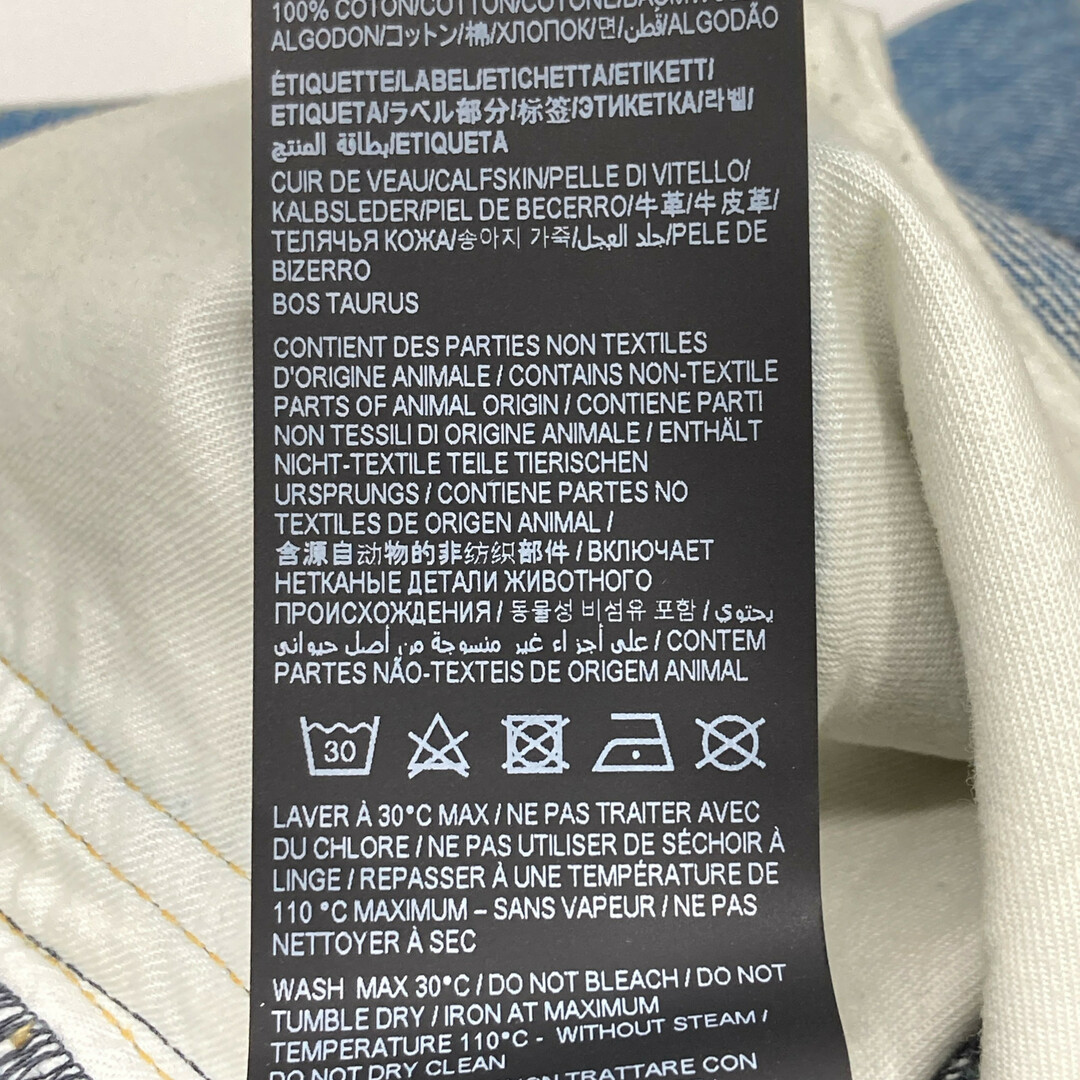 100% COTON/COTTON/COTONE/
ALGODON/コットン/棉/ХЛОПОК/면/قطن/ALGODÃO
ÉTIQUETTE/LABEL/ETICHETTA/ETIKETT/
ETIQUETA/ラベル部分/标签/ЭТИКЕТКА/라벨/
بطاقة المنتج/ETIQUETA
CUIR DE VEAU/CALFSKIN/PELLE DI VITELLO/
KALBSLEDER/PIEL DE BECERRO/牛革/牛皮革/
ТЕЛЯЧЬЯ КОЖА/송아지 가죽/جلد العجل/PELE DE
BIZERRO
BOS TAURUS
CONTIENT DES PARTIES NON TEXTILES
D'ORIGINE ANIMALE / CONTAINS NON-TEXTILE
PARTS OF ANIMAL ORIGIN / CONTIENE PARTI
NON TESSILI DI ORIGINE ANIMALE / ENTHÄLT
NICHT-TEXTILE TEILE TIERISCHEN
URSPRUNGS / CONTIENE PARTES NO
TEXTILES DE ORIGEN ANIMAL /
含源自动物的非纺织部件 / ВКЛЮЧАЕТ
НЕТКАНЫЕ ДЕТАЛИ ЖИВОТНОГО
ПРОИСХОЖДЕНИЯ / 동물성 비섬유 포함 / يحتوي
على أجزاء غير منسوجة من أصل حيواني / CONTEM
PARTES NÃO-TEXTEIS DE ORIGEM ANIMAL
30
LAVER À 30°C MAX / NE PAS TRAITER AVEC
DU CHLORE / NE PAS UTILISER DE SÉCHOIR À
LINGE / REPASSER À UNE TEMPÉRATURE DE
110 °C MAXIMUM – SANS VAPEUR / NE PAS
NETTOYER À SEC
WASH MAX 30°C / DO NOT BLEACH / DO NOT
TUMBLE DRY / IRON AT MAXIMUM
TEMPERATURE 110°C - WITHOUT STEAM /
DO NOT DRY CLEAN
NON TRATTARE CON